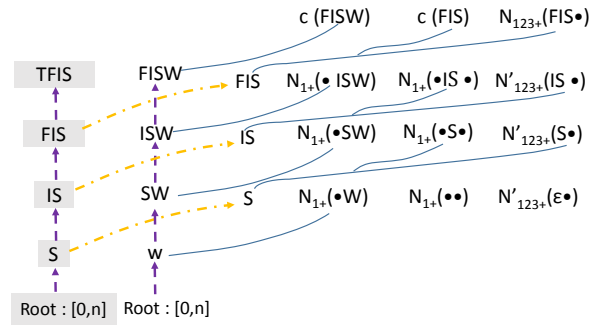 c (FISW) c (FIS) N₁₂₃₊(FIS•)
TFIS FISW FIS N₁₊(• ISW) N₁₊(•IS •) N'₁₂₃₊(IS •)
FIS ISW IS N₁₊(•SW) N₁₊(•S•) N'₁₂₃₊(S•)
IS SW S N₁₊(•W) N₁₊(••) N'₁₂₃₊(ε•)
S w
Root : [0,n] Root : [0,n]